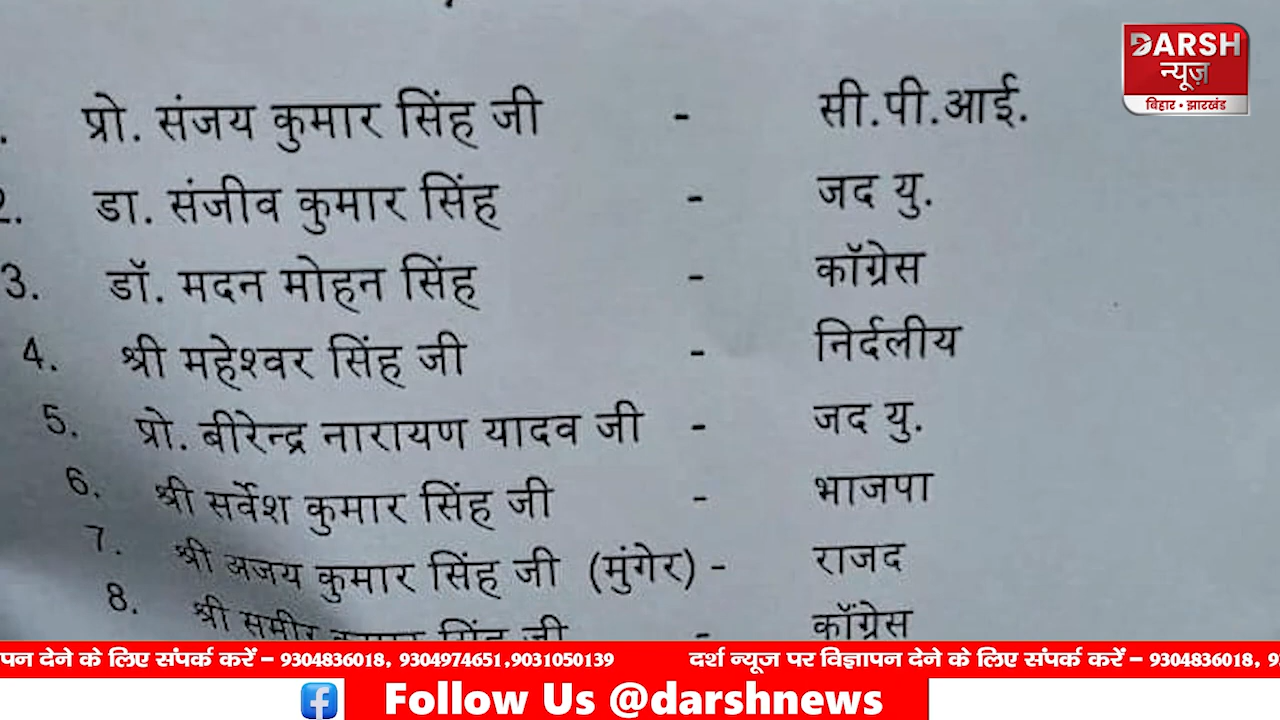 DARSH
न्यूज़
बिहार • झारखंड
. प्रो. संजय कुमार सिंह जी - सी.पी.आई.
2. डा. संजीव कुमार सिंह - जद यु.
3. डॉ. मदन मोहन सिंह - कॉग्रेस
4. श्री महेश्वर सिंह जी - निर्दलीय
5. प्रो. बीरेन्द्र नारायण यादव जी - जद यु.
6. श्री सर्वेश कुमार सिंह जी - भाजपा
7. श्री अजय कुमार सिंह जी (मुंगेर) - राजद
8. श्री समीर कुमार सिंह जी - कॉग्रेस
पन देने के लिए संपर्क करें – 9304836018, 9304974651,9031050139 दर्श न्यूज पर विज्ञापन देने के लिए संपर्क करें – 9304836018,
Follow Us @darshnews